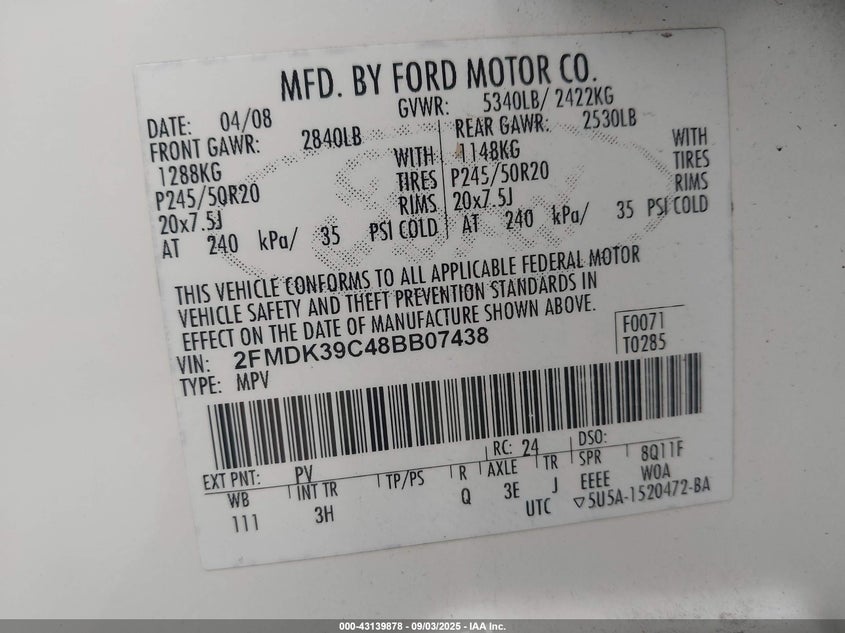 MFD. BY FORD MOTOR CO.
DATE: 04/08 GVWR: 5340LB/ 2422KG
FRONT GAWR: 2840LB REAR GAWR: 2530LB
1288KG WITH 1148KG WITH
P245/50R20 TIRES P245/50R20 TIRES
20x7.5J RIMS 20x7.5J RIMS
AT 240 kPa/ 35 PSI COLD AT 240 kPa/ 35 PSI COLD
THIS VEHICLE CONFORMS TO ALL APPLICABLE FEDERAL MOTOR
VEHICLE SAFETY AND THEFT PREVENTION STANDARDS IN
EFFECT ON THE DATE OF MANUFACTURE SHOWN ABOVE.
VIN: 2FMDK39C48BB07438 F0071
TYPE: MPV T0285
EXT PNT: PV RC: 24 DSO:
WB INT TR TP/PS R AXLE TR SPR 8Q11F
111 3H Q 3E J EEEE WOA
UTC ▽5U5A-1520472-BA
000-43139878 - 09/03/2025 - IAA Inc.